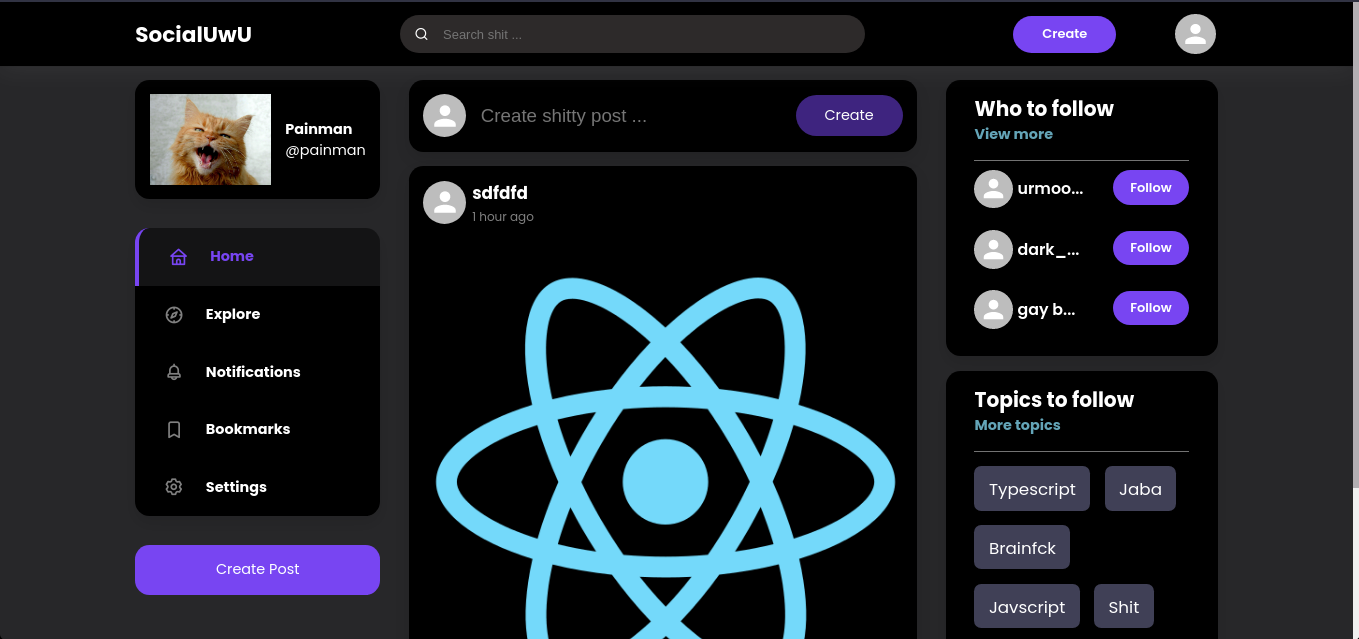 SocialUwU
Search shit ...
Create
Painman
@painman
Home
Explore
Notifications
Bookmarks
Settings
Create Post
Create shitty post ...
Create
sdfdfd
1 hour ago
Who to follow
View more
urmoo...
Follow
dark_...
Follow
gay b...
Follow
Topics to follow
More topics
Typescript
Jaba
Brainfck
Javscript
Shit